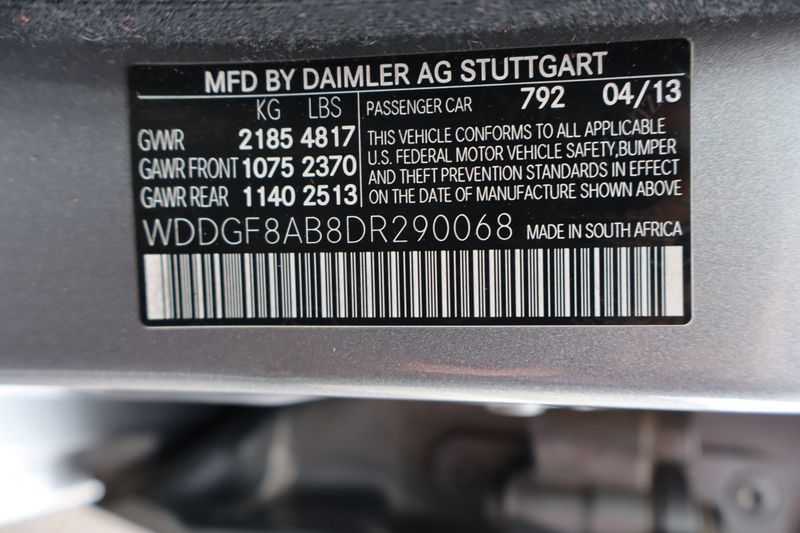 MFD BY DAIMLER AG STUTTGART
KG LBS
GVWR 2185 4817
GAWR FRONT 1075 2370
GAWR REAR 1140 2513
PASSENGER CAR 792 04/13
THIS VEHICLE CONFORMS TO ALL APPLICABLE
U.S. FEDERAL MOTOR VEHICLE SAFETY,BUMPER
AND THEFT PREVENTION STANDARDS IN EFFECT
ON THE DATE OF MANUFACTURE SHOWN ABOVE
WDDGF8AB8DR290068 MADE IN SOUTH AFRICA